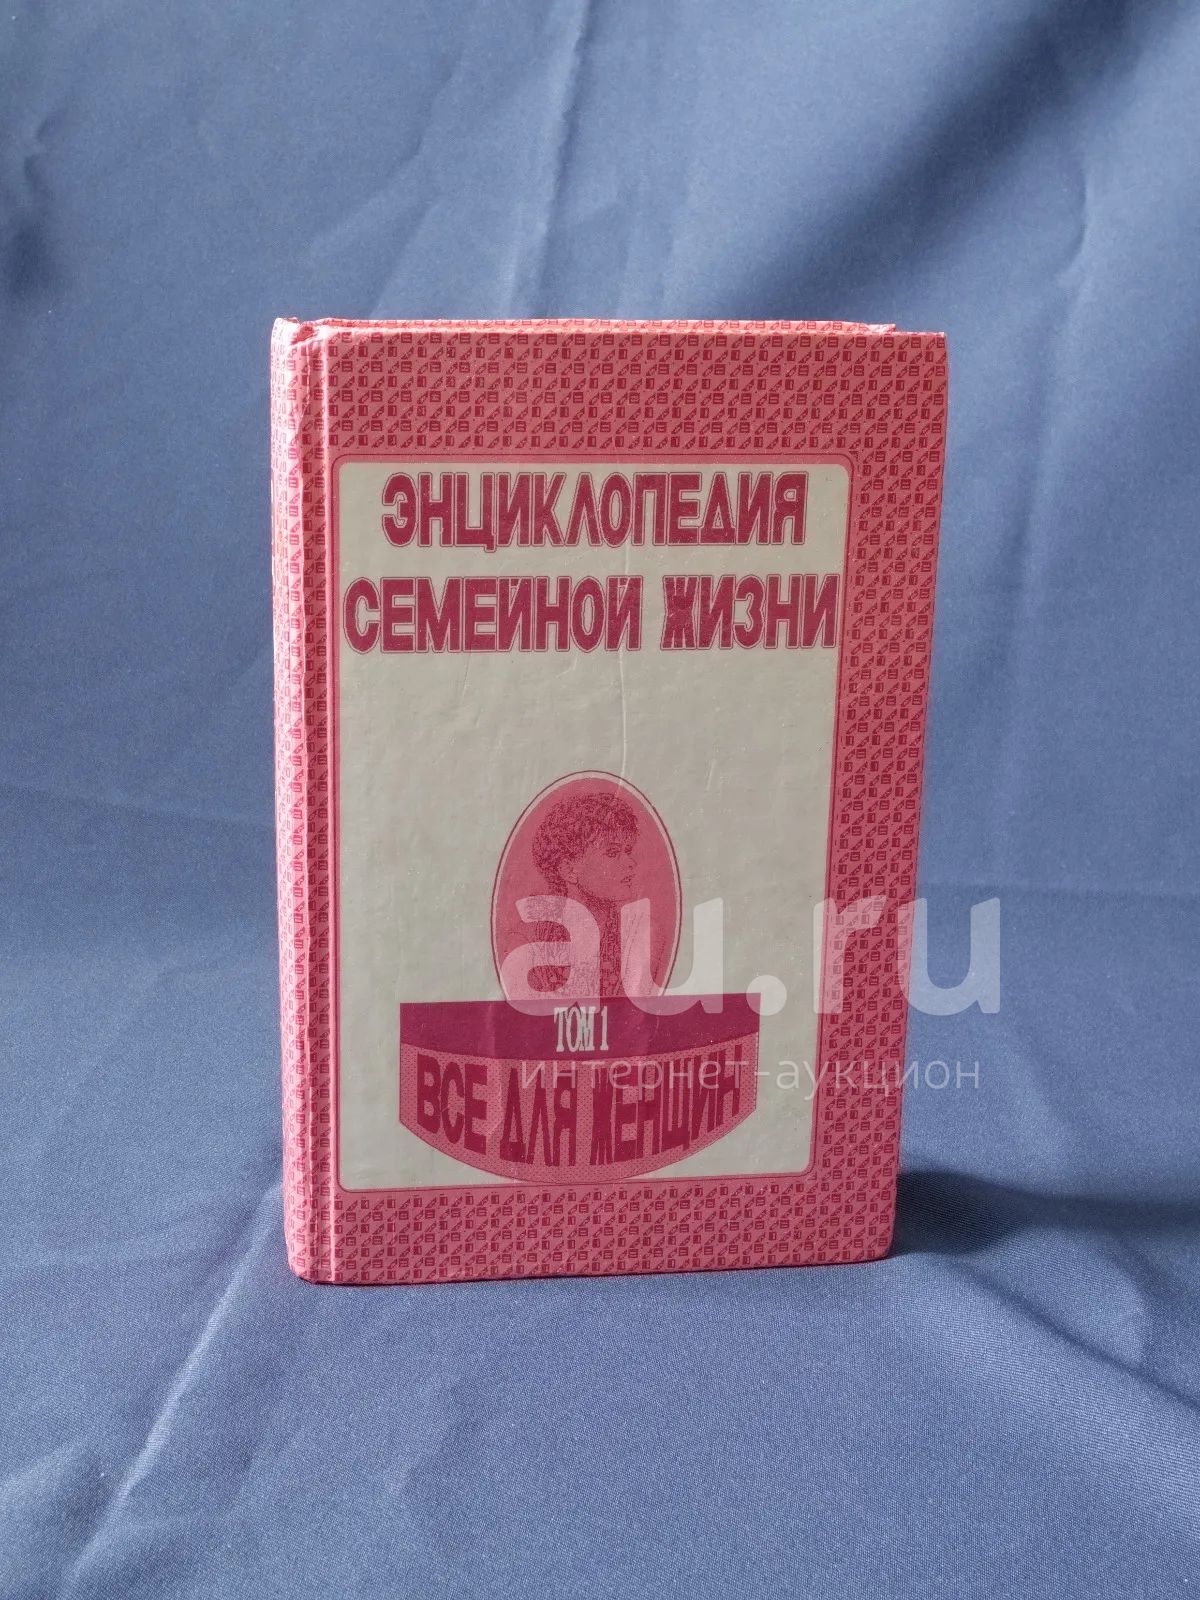 ЭНЦИКЛОПЕДИЯ
СЕМЕЙНОЙ ЖИЗНИ
au.ru
ТОМ 1
интернет-аукцион
ВСЕ ДЛЯ ЖЕНЩИН